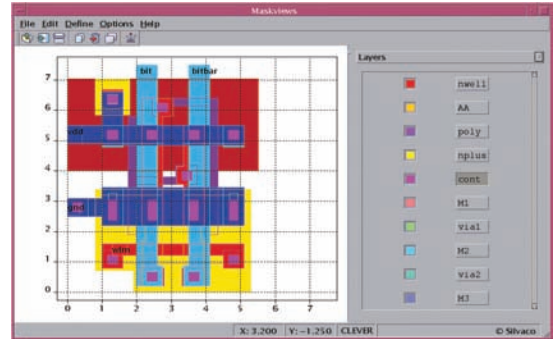 Maskviews
File Edit Define Options Help
Layers
nwell
AA
poly
nplus
cont
M1
via1
M2
via2
M3
bit bitbar
vdd
gnd
wlm
7
6
5
4
3
2
1
0
0 1 2 3 4 5 6 7
X: 3.200 Y: -1.250 CLEVER © Silvaco